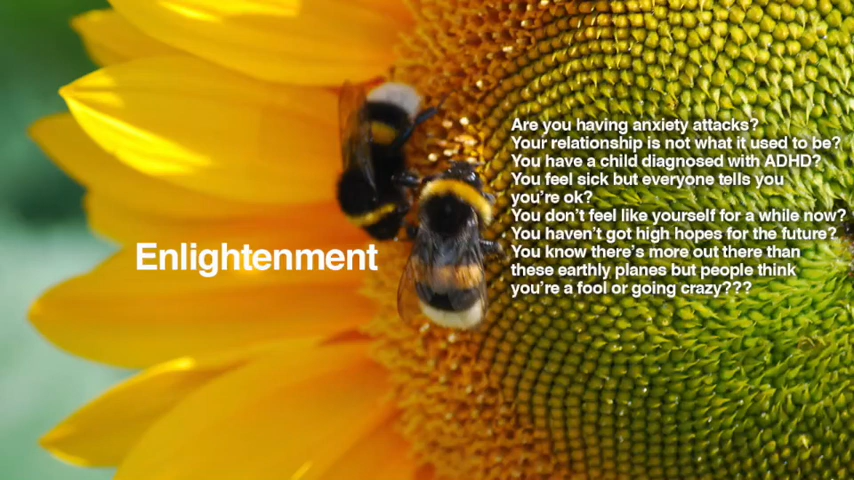 Enlightenment
Are you having anxiety attacks?
Your relationship is not what it used to be?
You have a child diagnosed with ADHD?
You feel sick but everyone tells you
you're ok?
You don't feel like yourself for a while now?
You haven't got high hopes for the future?
You know there's more out there than
these earthly planes but people think
you're a fool or going crazy???